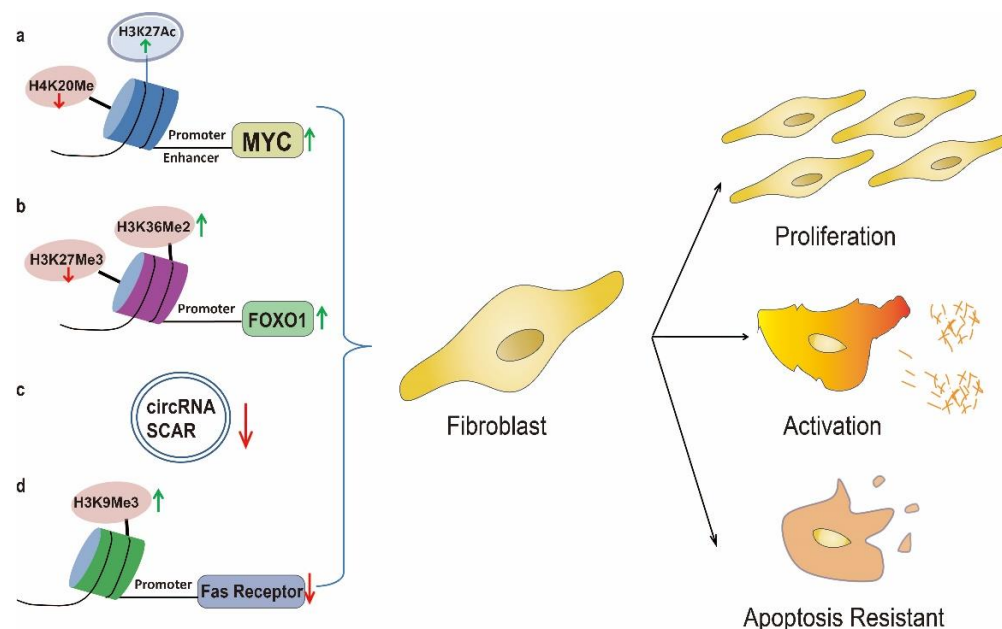 a
H3K27Ac
H4K20Me
Promoter
Enhancer
MYC
b
H3K36Me2
H3K27Me3
Promoter
FOXO1
c
circRNA
SCAR
d
H3K9Me3
Promoter
Fas Receptor
Fibroblast
Proliferation
Activation
Apoptosis Resistant